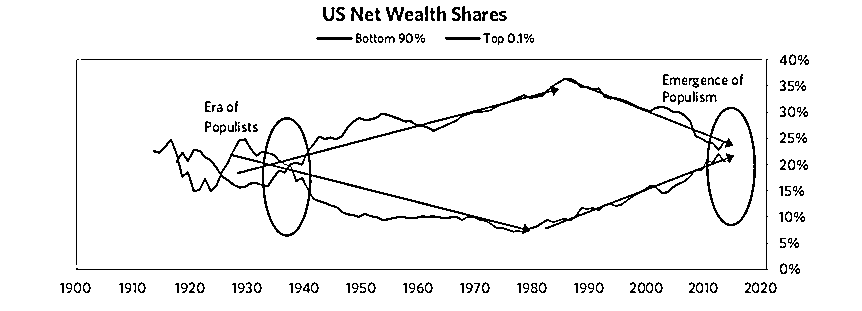 US Net Wealth Shares
Bottom 90% Top 0.1%
40%
Era of
Populists
Emergence of
Populism
35%
30%
25%
20%
15%
10%
5%
0%
1900 1910 1920 1930 1940 1950 1960 1970 1980 1990 2000 2010 2020